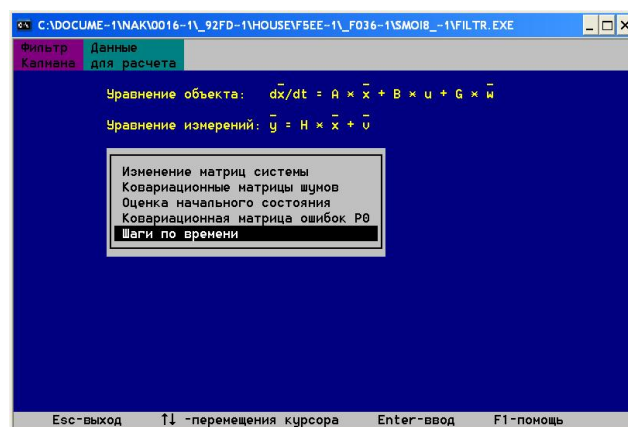 C:\DOCUME~1\NAK\0016~1\_92FD~1\HOUSE\F5EE~1\_F036~1\SMOI8_~1\FILTR.EXE
Фильтр Данные
Калмана для расчета
Уравнение объекта: dx̅/dt = A × x̅ + B × u + G × w̅
Уравнение измерений: y̅ = H × x̅ + v̅
Изменение матриц системы
Ковариационные матрицы шумов
Оценка начального состояния
Ковариационная матрица ошибок P0
Шаги по времени
Esc-выход ↑↓ -перемещения курсора Enter-ввод F1-помощь